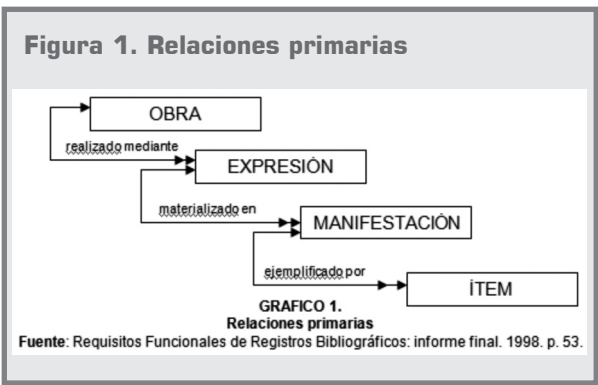 Figura 1. Relaciones primarias
OBRA
realizado mediante
EXPRESIÓN
materializado en
MANIFESTACIÓN
ejemplificado por
ÍTEM
GRAFICO 1.
Relaciones primarias
Fuente: Requisitos Funcionales de Registros Bibliográficos: informe final. 1998. p. 53.